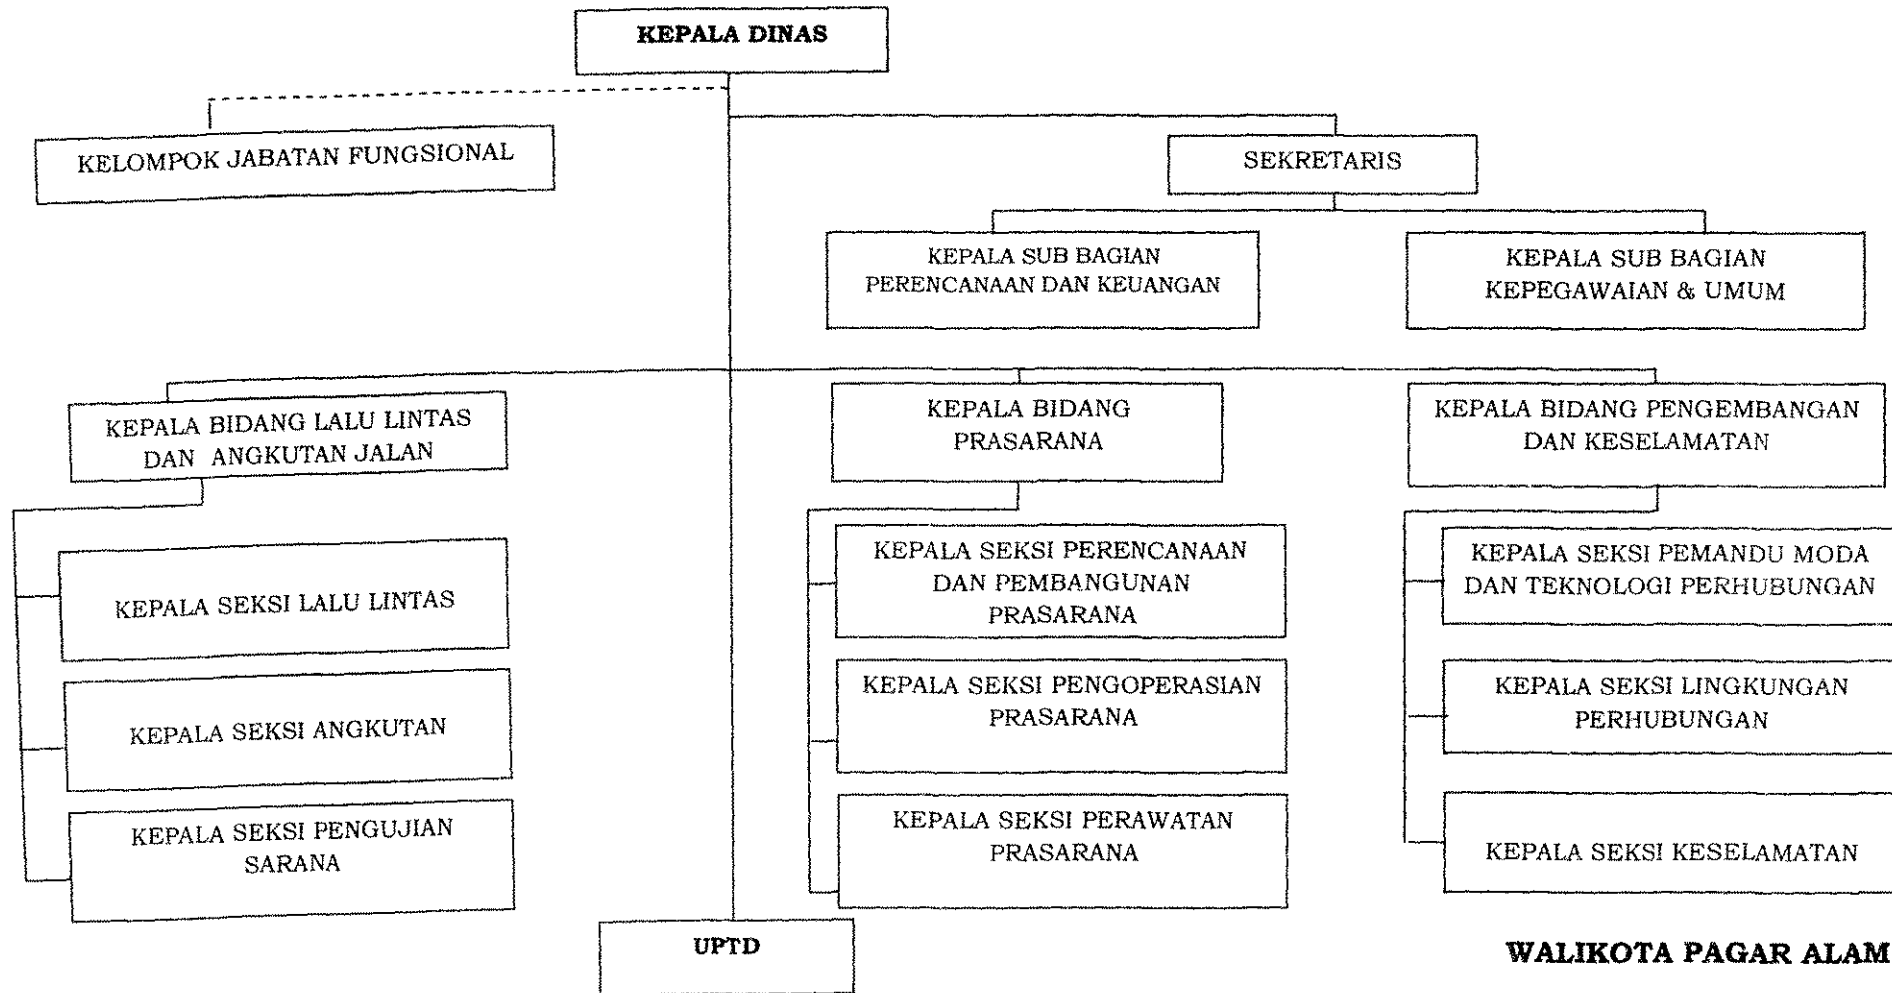 KEPALA DINAS
KELOMPOK JABATAN FUNGSIONAL
SEKRETARIS
KEPALA SUB BAGIAN
PERENCANAAN DAN KEUANGAN
KEPALA SUB BAGIAN
KEPEGAWAIAN & UMUM
KEPALA BIDANG LALU LINTAS
DAN ANGKUTAN JALAN
KEPALA BIDANG
PRASARANA
KEPALA BIDANG PENGEMBANGAN
DAN KESELAMATAN
KEPALA SEKSI LALU LINTAS
KEPALA SEKSI ANGKUTAN
KEPALA SEKSI PENGUJIAN
SARANA
KEPALA SEKSI PERENCANAAN
DAN PEMBANGUNAN
PRASARANA
KEPALA SEKSI PENGOPERASIAN
PRASARANA
KEPALA SEKSI PERAWATAN
PRASARANA
KEPALA SEKSI PEMANDU MODA
DAN TEKNOLOGI PERHUBUNGAN
KEPALA SEKSI LINGKUNGAN
PERHUBUNGAN
KEPALA SEKSI KESELAMATAN
UPTD
WALIKOTA PAGAR ALAM